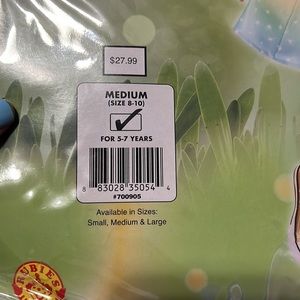 $27.99
MEDIUM
(SIZE 8-10)
FOR 5-7 YEARS
8 83028 35054 4
#700905
Available in Sizes:
Small, Medium & Large
RUBIES